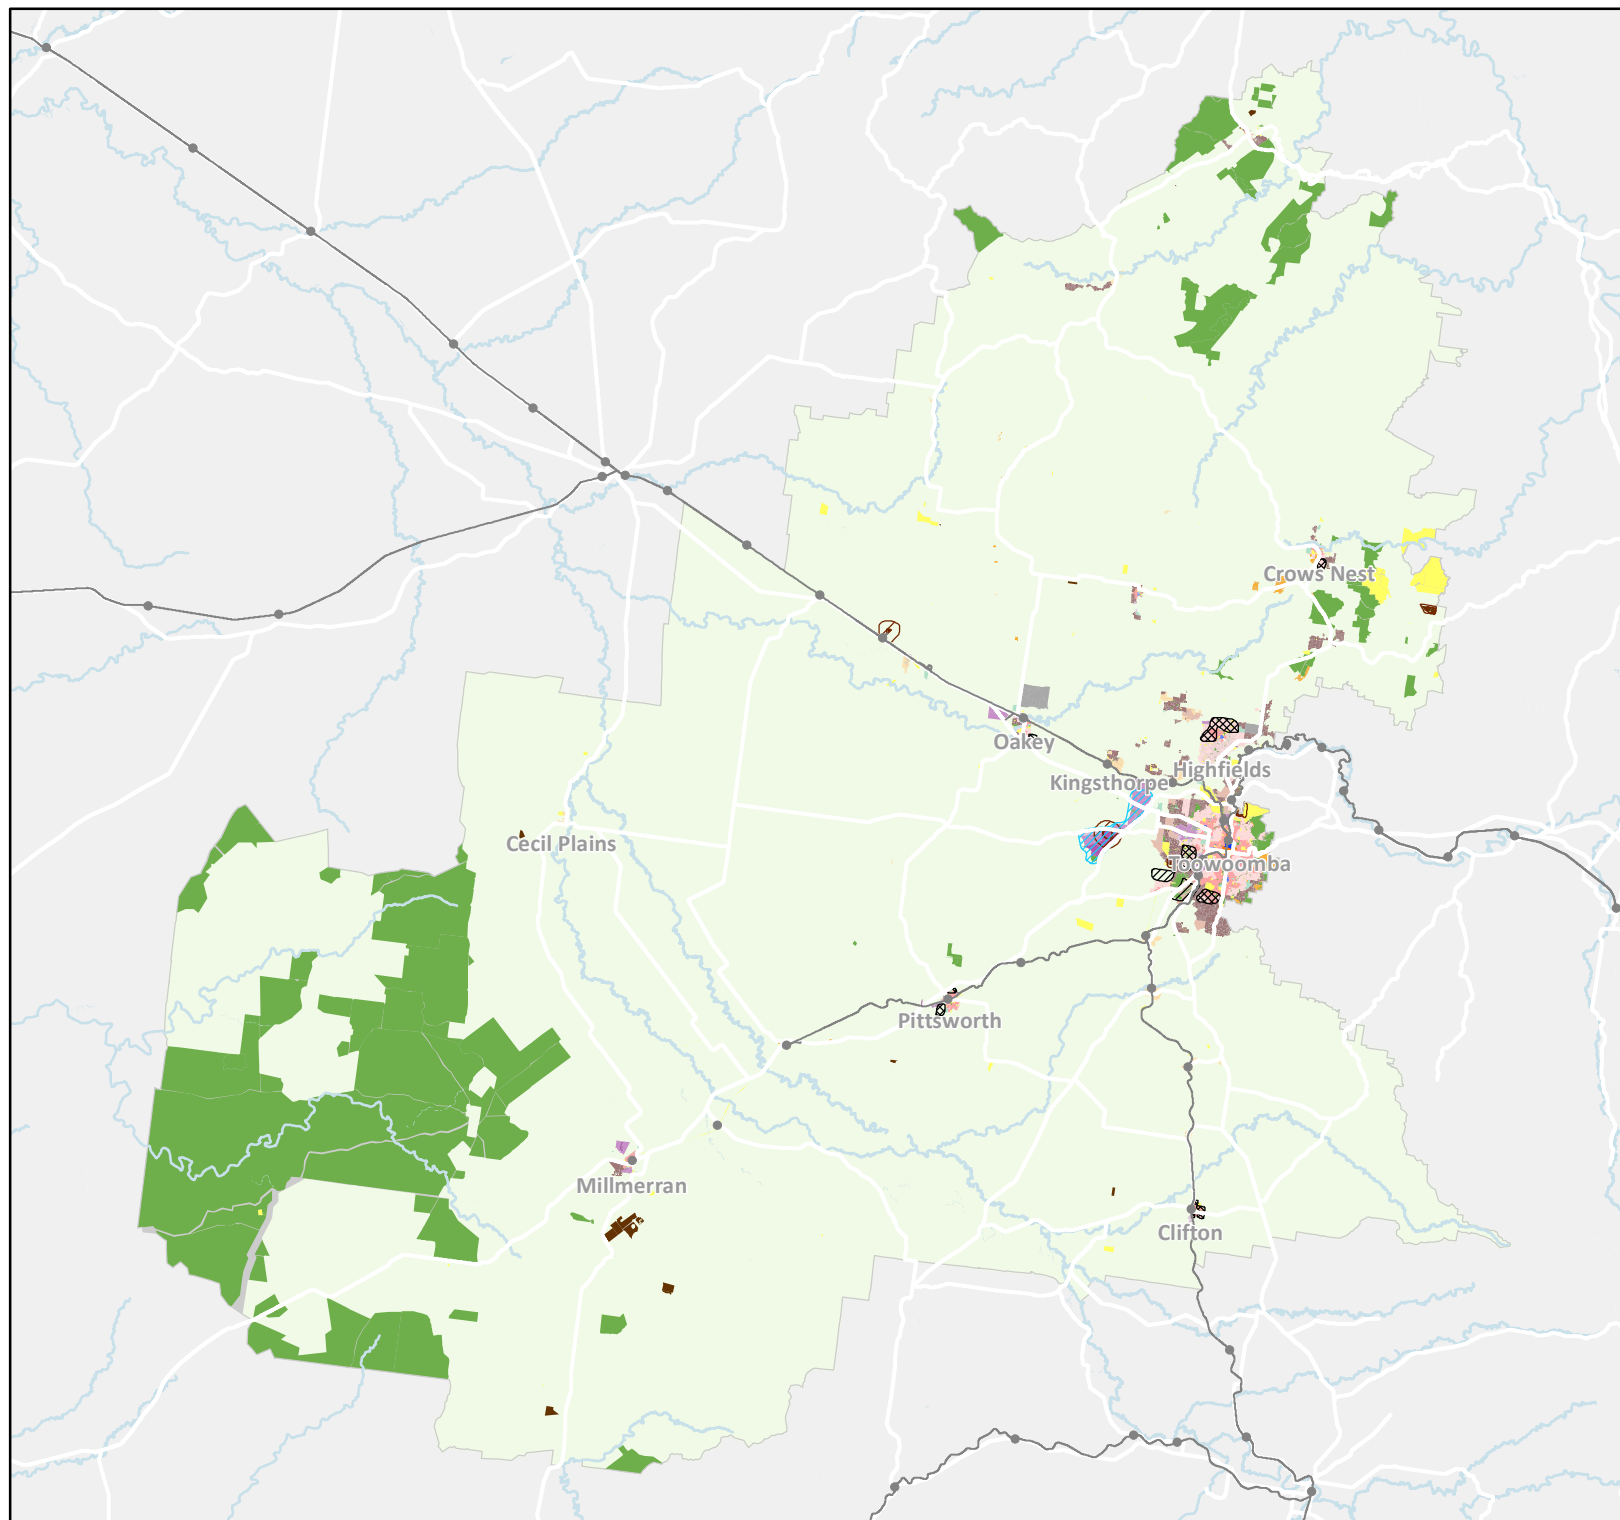 Crows Nest
Oakey
Highfields
Kingsthorpe
Cecil Plains
Toowoomba
Pittsworth
Millmerran
Clifton